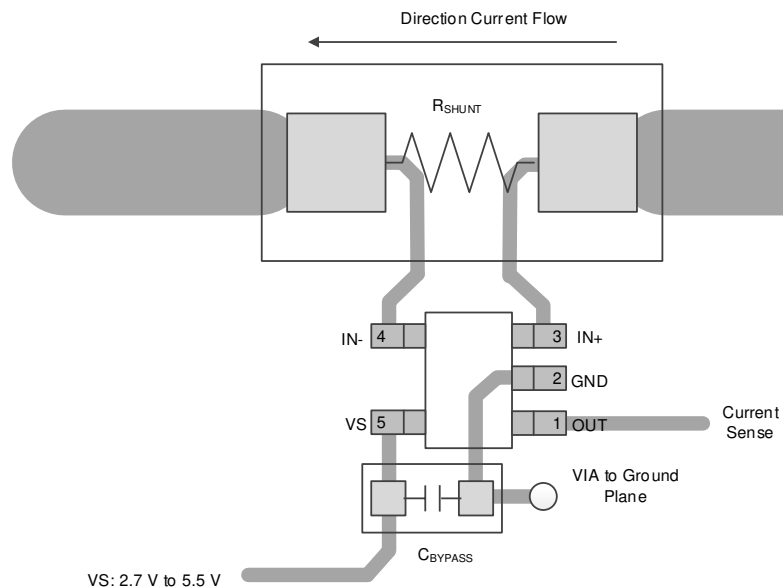 Direction Current Flow
RSHUNT
IN-
4
3
IN+
2
GND
VS
5
1
OUT
Current
Sense
VIA to Ground
Plane
CBYPASS
VS: 2.7 V to 5.5 V